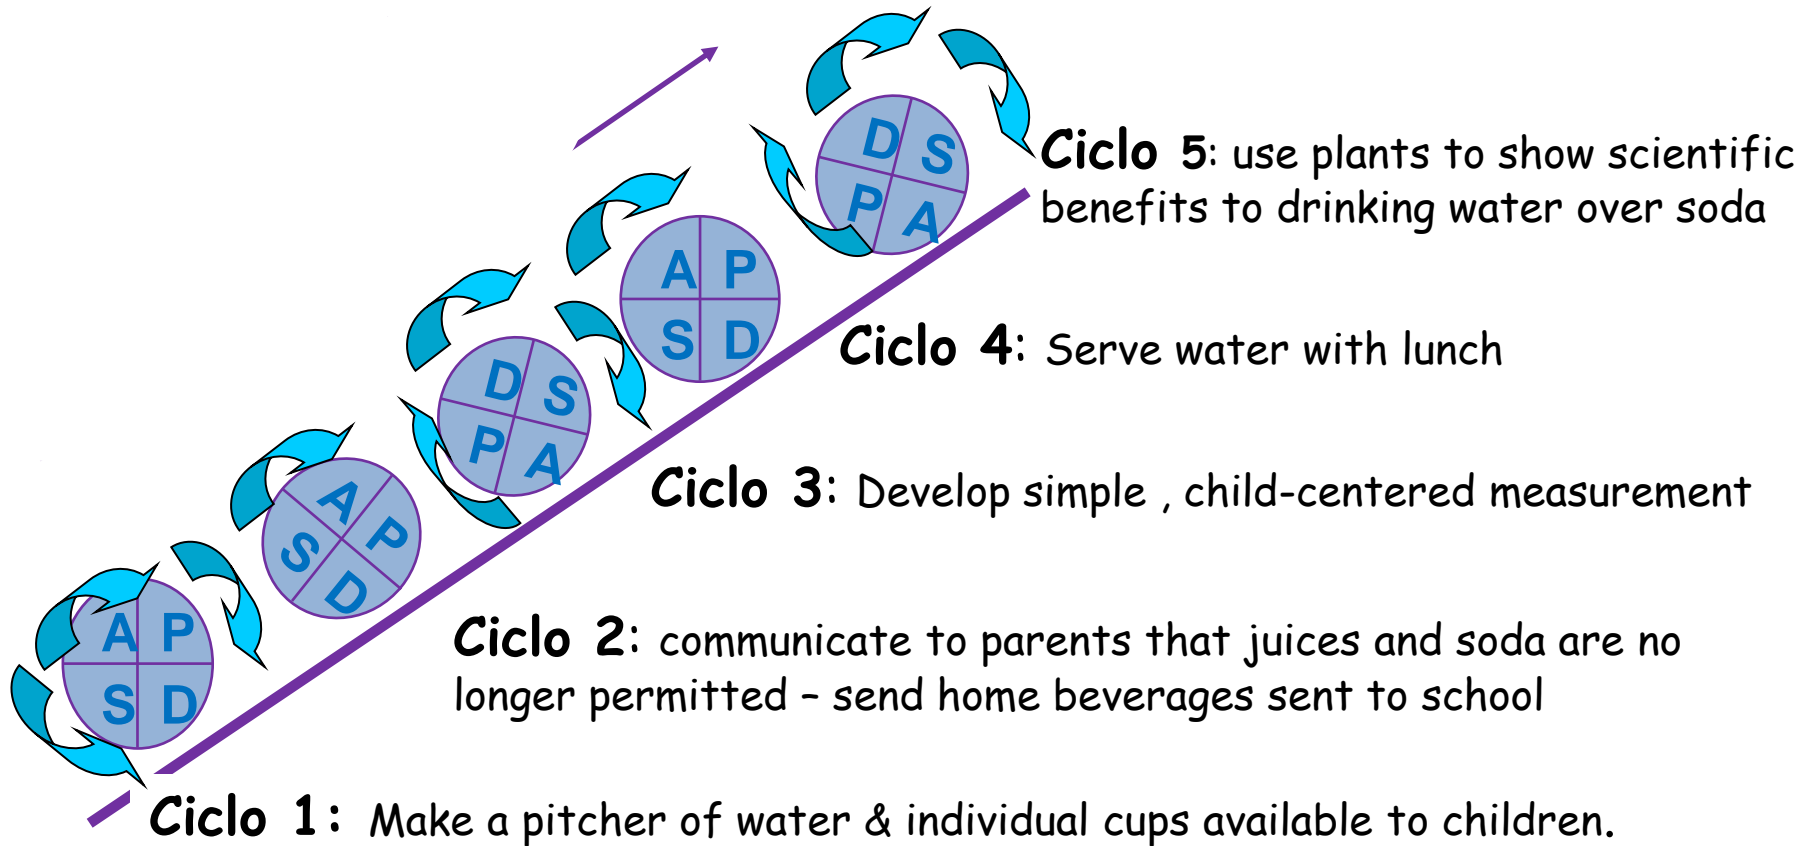 D S
P A
Ciclo 5: use plants to show scientific
benefits to drinking water over soda
A P
S D
Ciclo 4: Serve water with lunch
D S
P A
Ciclo 3: Develop simple , child-centered measurement
A P
S D
Ciclo 2: communicate to parents that juices and soda are no
longer permitted – send home beverages sent to school
A P
S D
Ciclo 1: Make a pitcher of water & individual cups available to children.